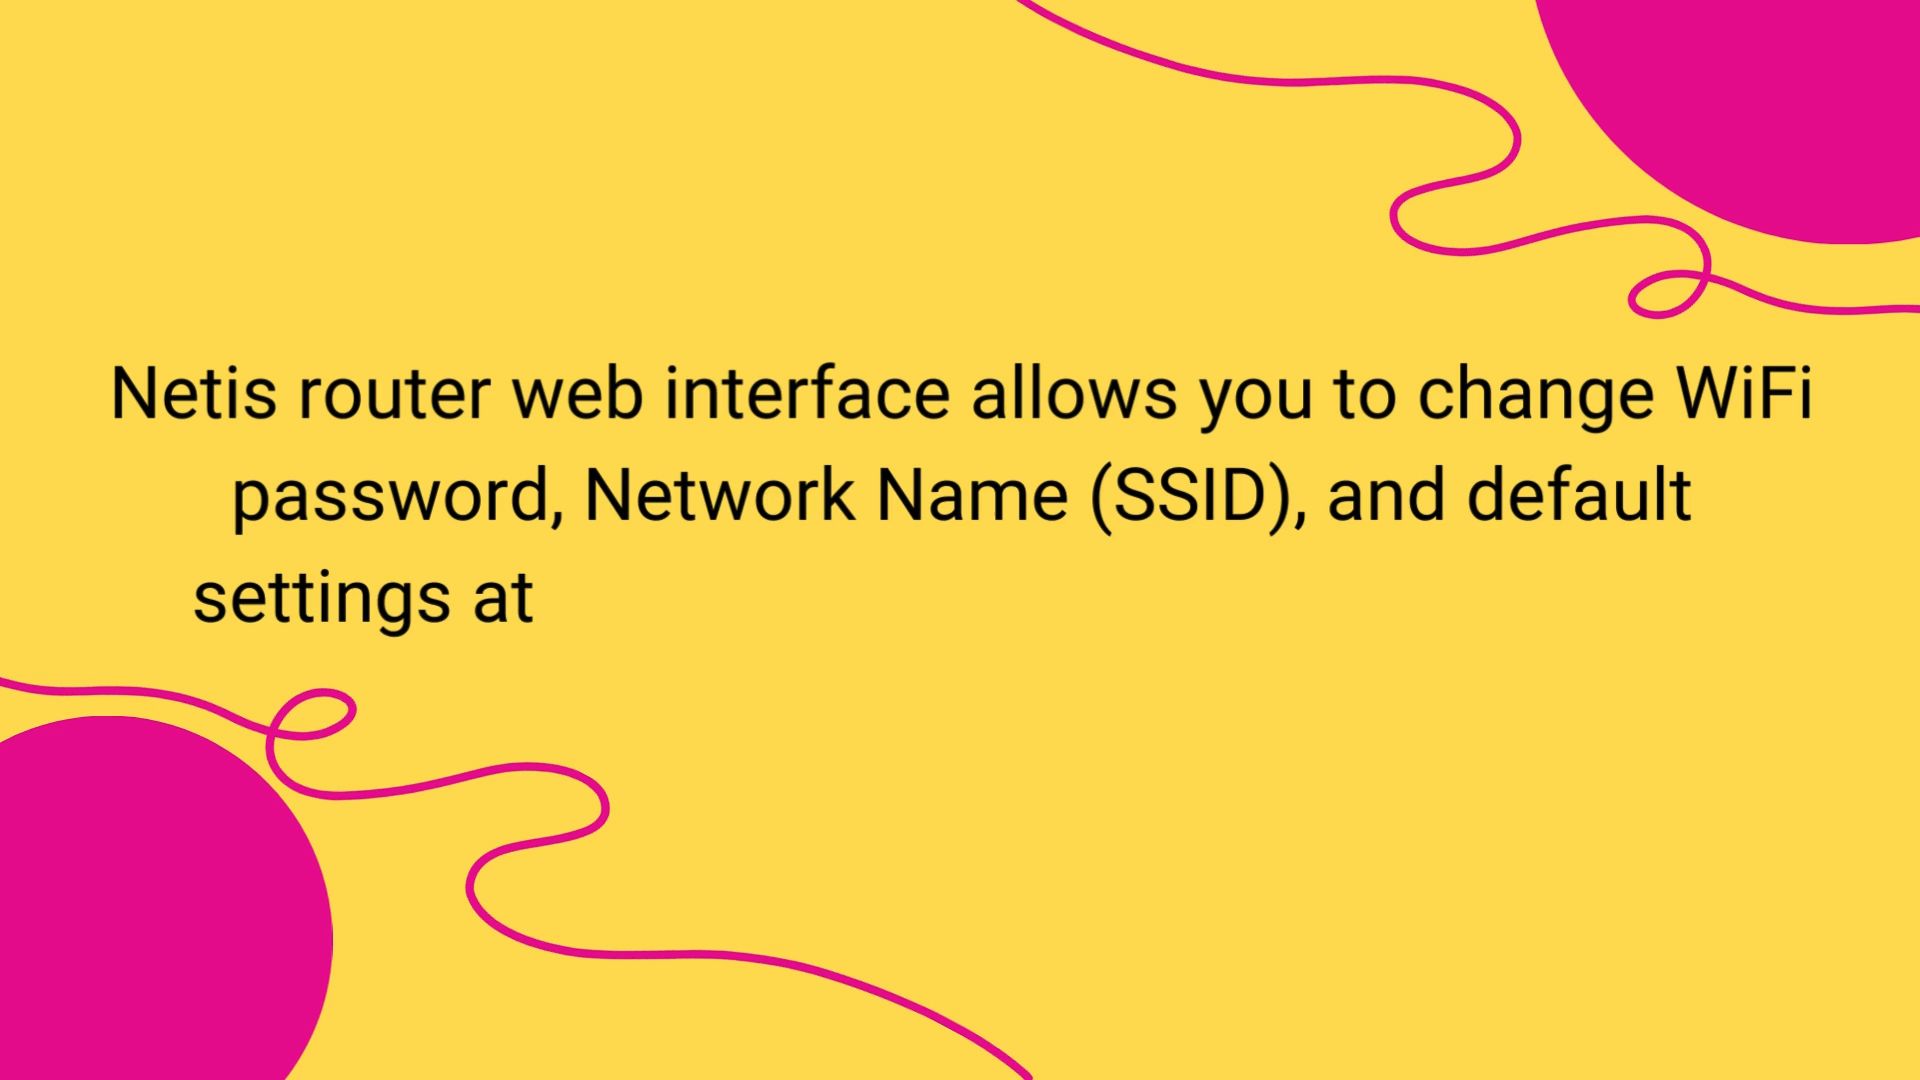 Netis router web interface allows you to change WiFi
password, Network Name (SSID), and default
settings at